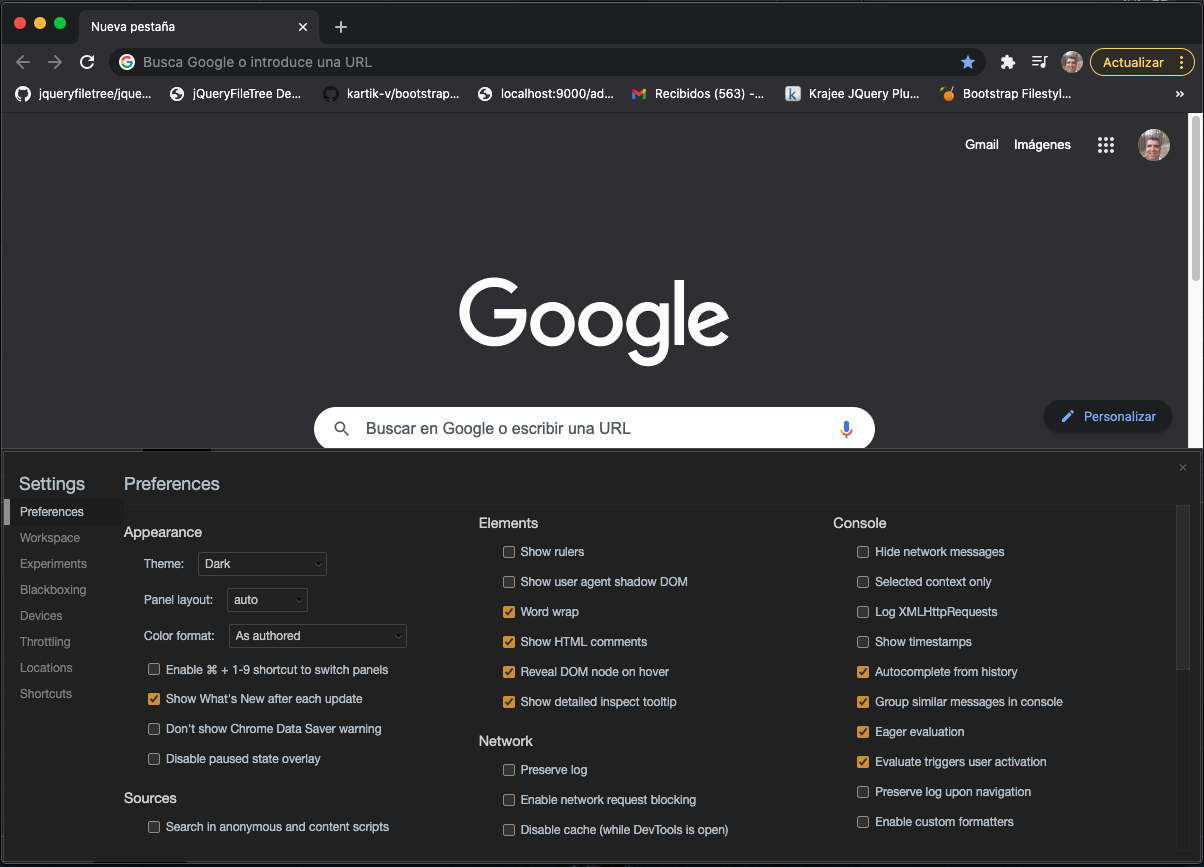 Nueva pestaña
Busca Google o introduce una URL
Actualizar
jqueryfiletree/jque... jQueryFileTree De... kartik-v/bootstrap... localhost:9000/ad... Recibidos (563) -... Krajee JQuery Plu... Bootstrap Filestyl... »
Gmail Imágenes
Google
Buscar en Google o escribir una URL
Personalizar
Settings
Preferences
Workspace
Experiments
Blackboxing
Devices
Throttling
Locations
Shortcuts
Preferences
Appearance
Theme: Dark
Panel layout: auto
Color format: As authored
Enable ⌘ + 1-9 shortcut to switch panels
Show What's New after each update
Don't show Chrome Data Saver warning
Disable paused state overlay
Sources
Search in anonymous and content scripts
Elements
Show rulers
Show user agent shadow DOM
Word wrap
Show HTML comments
Reveal DOM node on hover
Show detailed inspect tooltip
Network
Preserve log
Enable network request blocking
Disable cache (while DevTools is open)
Console
Hide network messages
Selected context only
Log XMLHttpRequests
Show timestamps
Autocomplete from history
Group similar messages in console
Eager evaluation
Evaluate triggers user activation
Preserve log upon navigation
Enable custom formatters